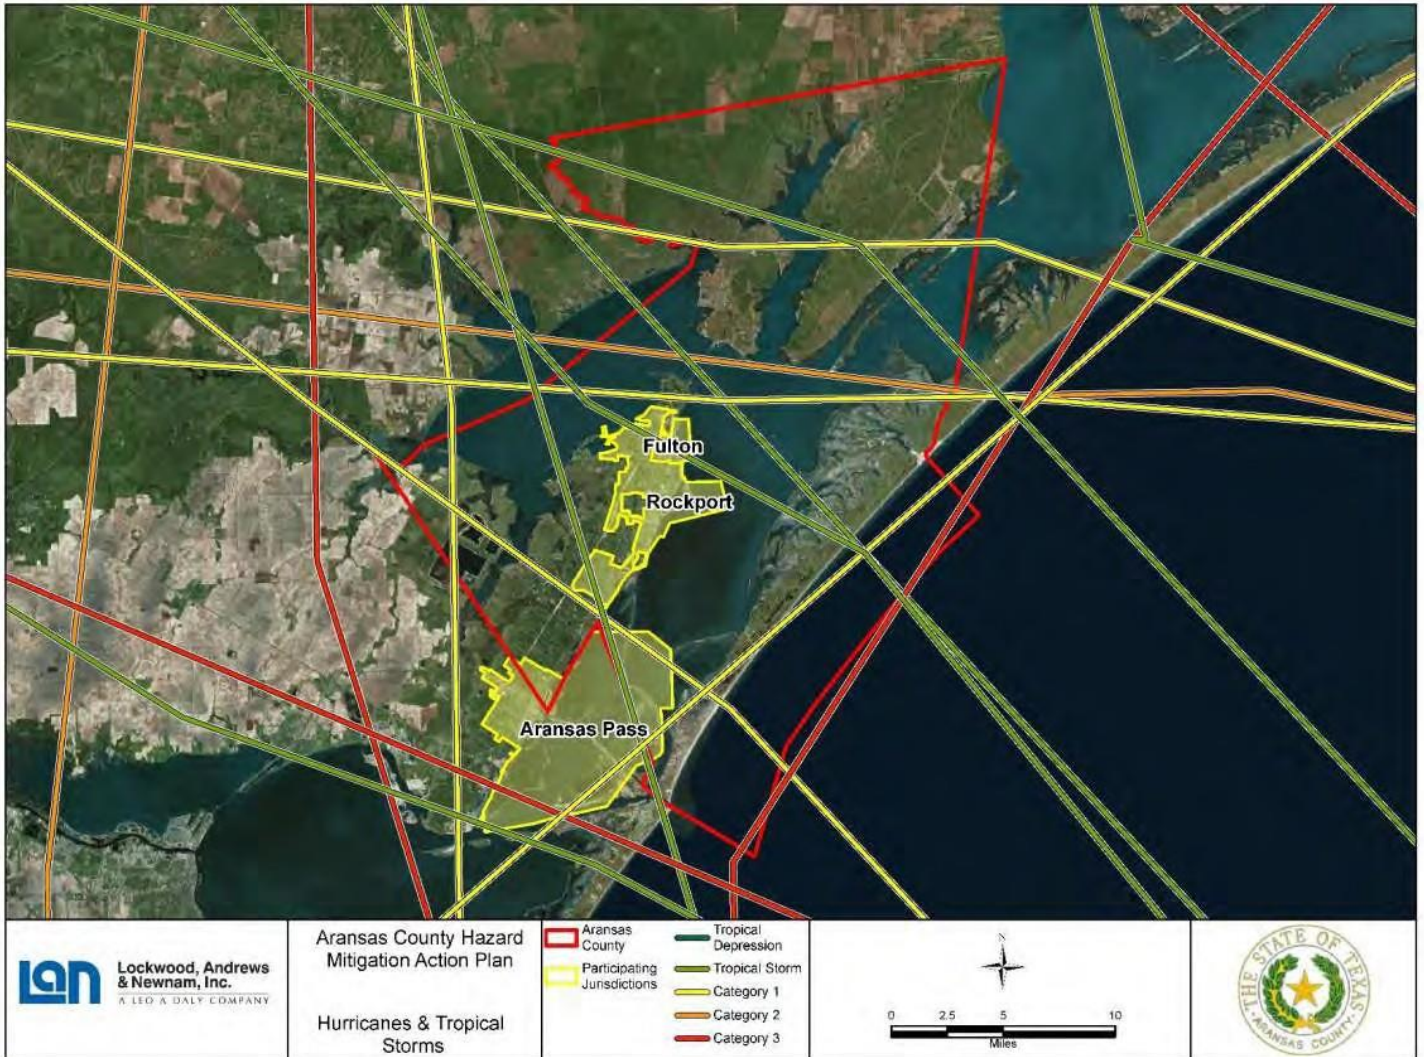 Fulton
Rockport
Aransas Pass
LAN
Lockwood, Andrews
& Newnam, Inc.
A LEO A DALY COMPANY
Aransas County Hazard
Mitigation Action Plan
Hurricanes & Tropical
Storms
Aransas
County
Participating
Jurisdictions
Tropical
Depression
Tropical Storm
Category 1
Category 2
Category 3
N
0 2.5 5 10
Miles
THE STATE OF TEXAS
ARANSAS COUNTY